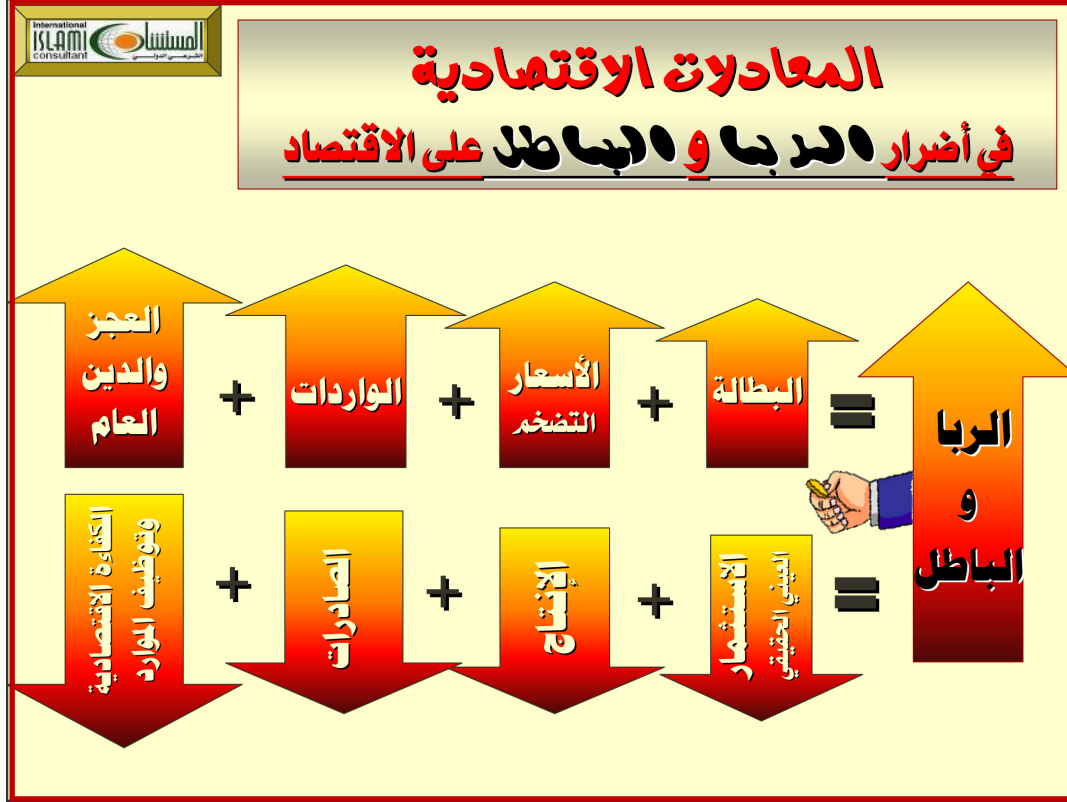 International
ISLAMI
consultant
المستشار
الشرعي الدولي
المعادلات الاقتصادية
في أضرار الربا و الباطل على الاقتصاد
الربا
و
الباطل
=
البطالة
+
الأسعار
التضخم
+
الواردات
+
العجز
والدين
العام
=
الاستثمار
العيني الحقيقي
+
الإنتاج
+
الصادرات
+
الكفاءة الاقتصادية
وتوظيف الموارد